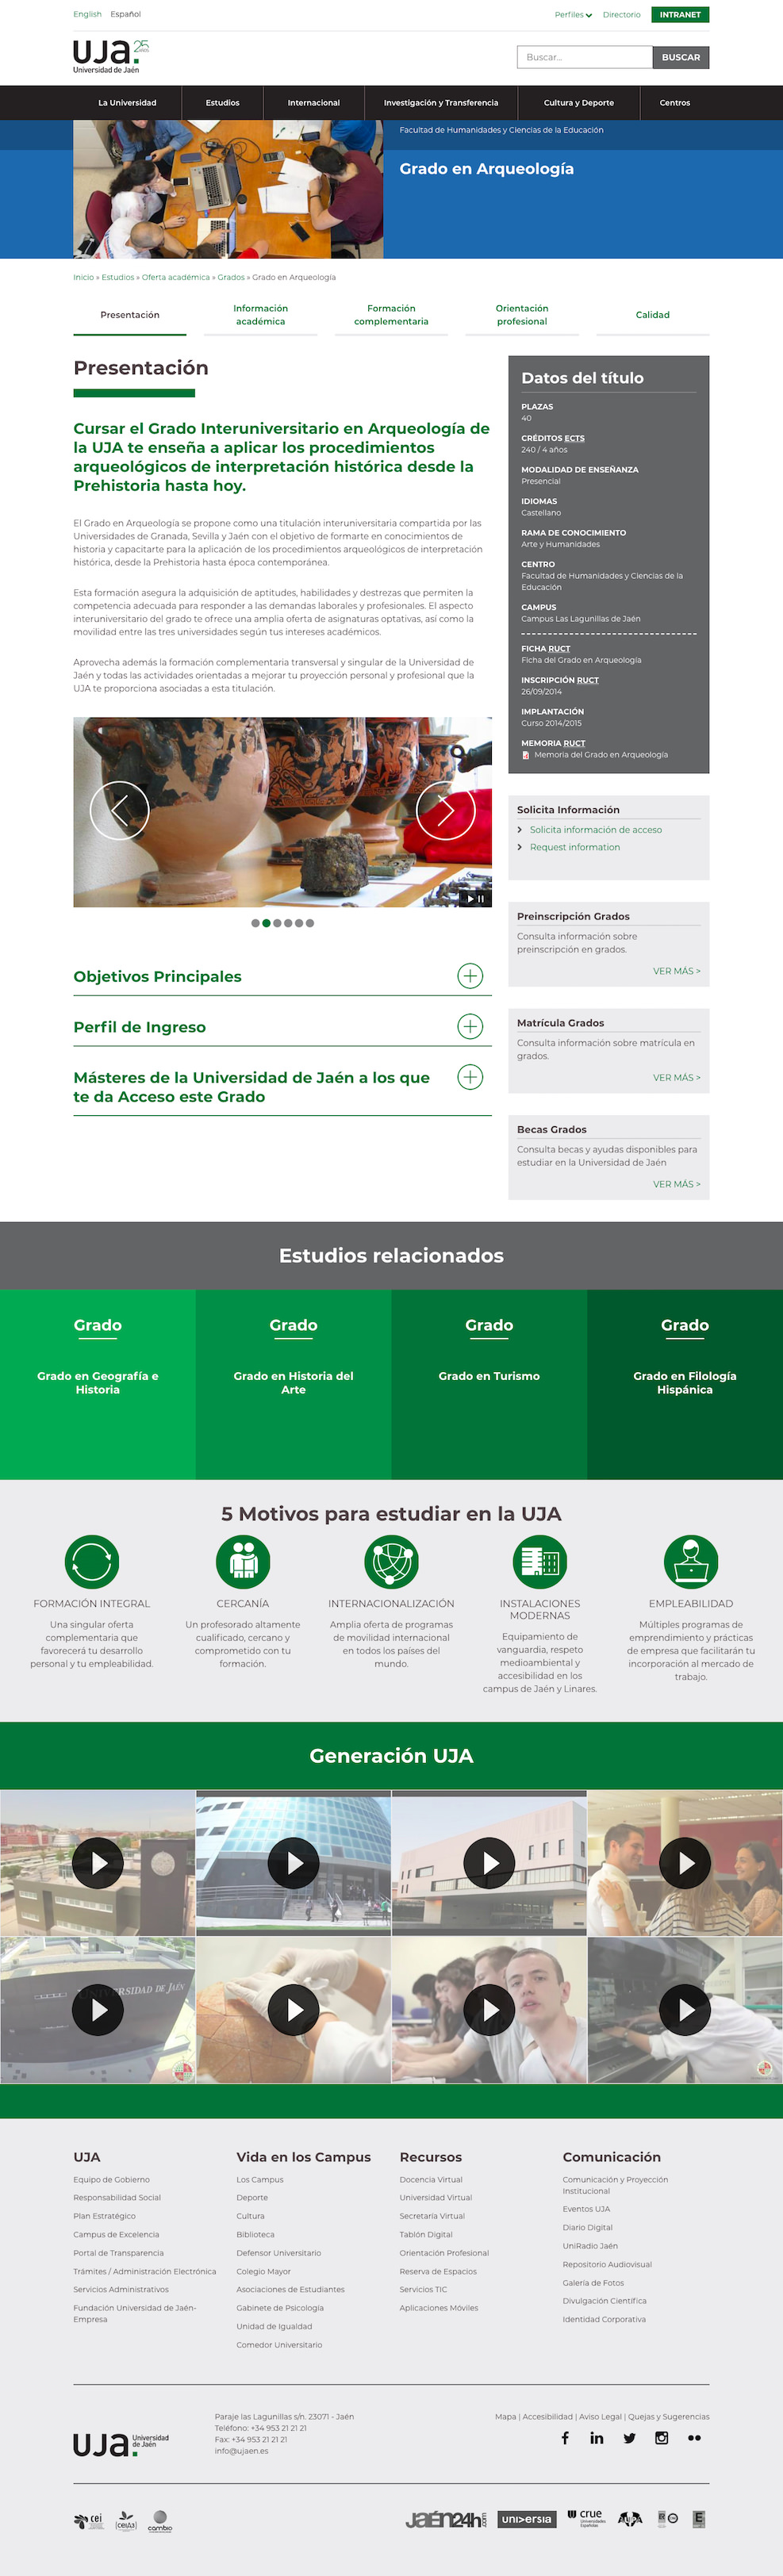 English Español
Perfiles Directorio INTRANET
uja. 25
Universidad de Jaén
Buscar... BUSCAR
La Universidad Estudios Internacional Investigación y Transferencia Cultura y Deporte Centros
Facultad de Humanidades y Ciencias de la Educación
Grado en Arqueología
Inicio » Estudios » Oferta académica » Grados » Grado en Arqueología
Presentación
Información
académica
Formación
complementaria
Orientación
profesional
Calidad
Presentación
Cursar el Grado Interuniversitario en Arqueología de
la UJA te enseña a aplicar los procedimientos
arqueológicos de interpretación histórica desde la
Prehistoria hasta hoy.
El Grado en Arqueología se propone como una titulación interuniversitaria compartida por las
Universidades de Granada, Sevilla y Jaén con el objetivo de formarte en conocimientos de
historia y capacitarte para la aplicación de los procedimientos arqueológicos de interpretación
histórica, desde la Prehistoria hasta época contemporánea.
Esta formación asegura la adquisición de aptitudes, habilidades y destrezas que permiten la
competencia adecuada para responder a las demandas laborales y profesionales. El aspecto
interuniversitario del grado te ofrece una amplia oferta de asignaturas optativas, así como la
movilidad entre las tres universidades según tus intereses académicos.
Aprovecha además la formación complementaria transversal y singular de la Universidad de
Jaén y todas las actividades orientadas a mejorar tu proyección personal y profesional que la
UJA te proporciona asociadas a esta titulación.
Objetivos Principales
Perfil de Ingreso
Másteres de la Universidad de Jaén a los que
te da Acceso este Grado
Datos del título
PLAZAS
40
CRÉDITOS ECTS
240 / 4 años
MODALIDAD DE ENSEÑANZA
Presencial
IDIOMAS
Castellano
RAMA DE CONOCIMIENTO
Arte y Humanidades
CENTRO
Facultad de Humanidades y Ciencias de la
Educación
CAMPUS
Campus Las Lagunillas de Jaén
FICHA RUCT
Ficha del Grado en Arqueología
INSCRIPCIÓN RUCT
26/09/2014
IMPLANTACIÓN
Curso 2014/2015
MEMORIA RUCT
Memoria del Grado en Arqueología
Solicita Información
Solicita información de acceso
Request information
Preinscripción Grados
Consulta información sobre
preinscripción en grados.
VER MÁS >
Matrícula Grados
Consulta información sobre matrícula en
grados.
VER MÁS >
Becas Grados
Consulta becas y ayudas disponibles para
estudiar en la Universidad de Jaén
VER MÁS >
Estudios relacionados
Grado
Grado en Geografía e
Historia
Grado
Grado en Historia del
Arte
Grado
Grado en Turismo
Grado
Grado en Filología
Hispánica
5 Motivos para estudiar en la UJA
FORMACIÓN INTEGRAL
Una singular oferta
complementaria que
favorecerá tu desarrollo
personal y tu empleabilidad.
CERCANÍA
Un profesorado altamente
cualificado, cercano y
comprometido con tu
formación.
INTERNACIONALIZACIÓN
Amplia oferta de programas
de movilidad internacional
en todos los países del
mundo.
INSTALACIONES
MODERNAS
Equipamiento de
vanguardia, respeto
medioambiental y
accesibilidad en los
campus de Jaén y Linares.
EMPLEABILIDAD
Múltiples programas de
emprendimiento y prácticas
de empresa que facilitarán tu
incorporación al mercado de
trabajo.
Generación UJA
UNIVERSIDAD DE JAÉN
UJA
Equipo de Gobierno
Responsabilidad Social
Plan Estratégico
Campus de Excelencia
Portal de Transparencia
Trámites / Administración Electrónica
Servicios Administrativos
Fundación Universidad de Jaén-
Empresa
Vida en los Campus
Los Campus
Deporte
Cultura
Biblioteca
Defensor Universitario
Colegio Mayor
Asociaciones de Estudiantes
Gabinete de Psicología
Unidad de Igualdad
Comedor Universitario
Recursos
Docencia Virtual
Universidad Virtual
Secretaría Virtual
Tablón Digital
Orientación Profesional
Reserva de Espacios
Servicios TIC
Aplicaciones Móviles
Comunicación
Comunicación y Proyección
Institucional
Eventos UJA
Diario Digital
UniRadio Jaén
Repositorio Audiovisual
Galería de Fotos
Divulgación Científica
Identidad Corporativa
uja. Universidad
de Jaén
Paraje las Lagunillas s/n. 23071 - Jaén
Teléfono: +34 953 21 21 21
Fax: +34 953 21 21 21
info@ujaen.es
Mapa | Accesibilidad | Aviso Legal | Quejas y Sugerencias
cei
ceiA3
cambio
jaén24h.com
universia
crue
Universidades
Españolas